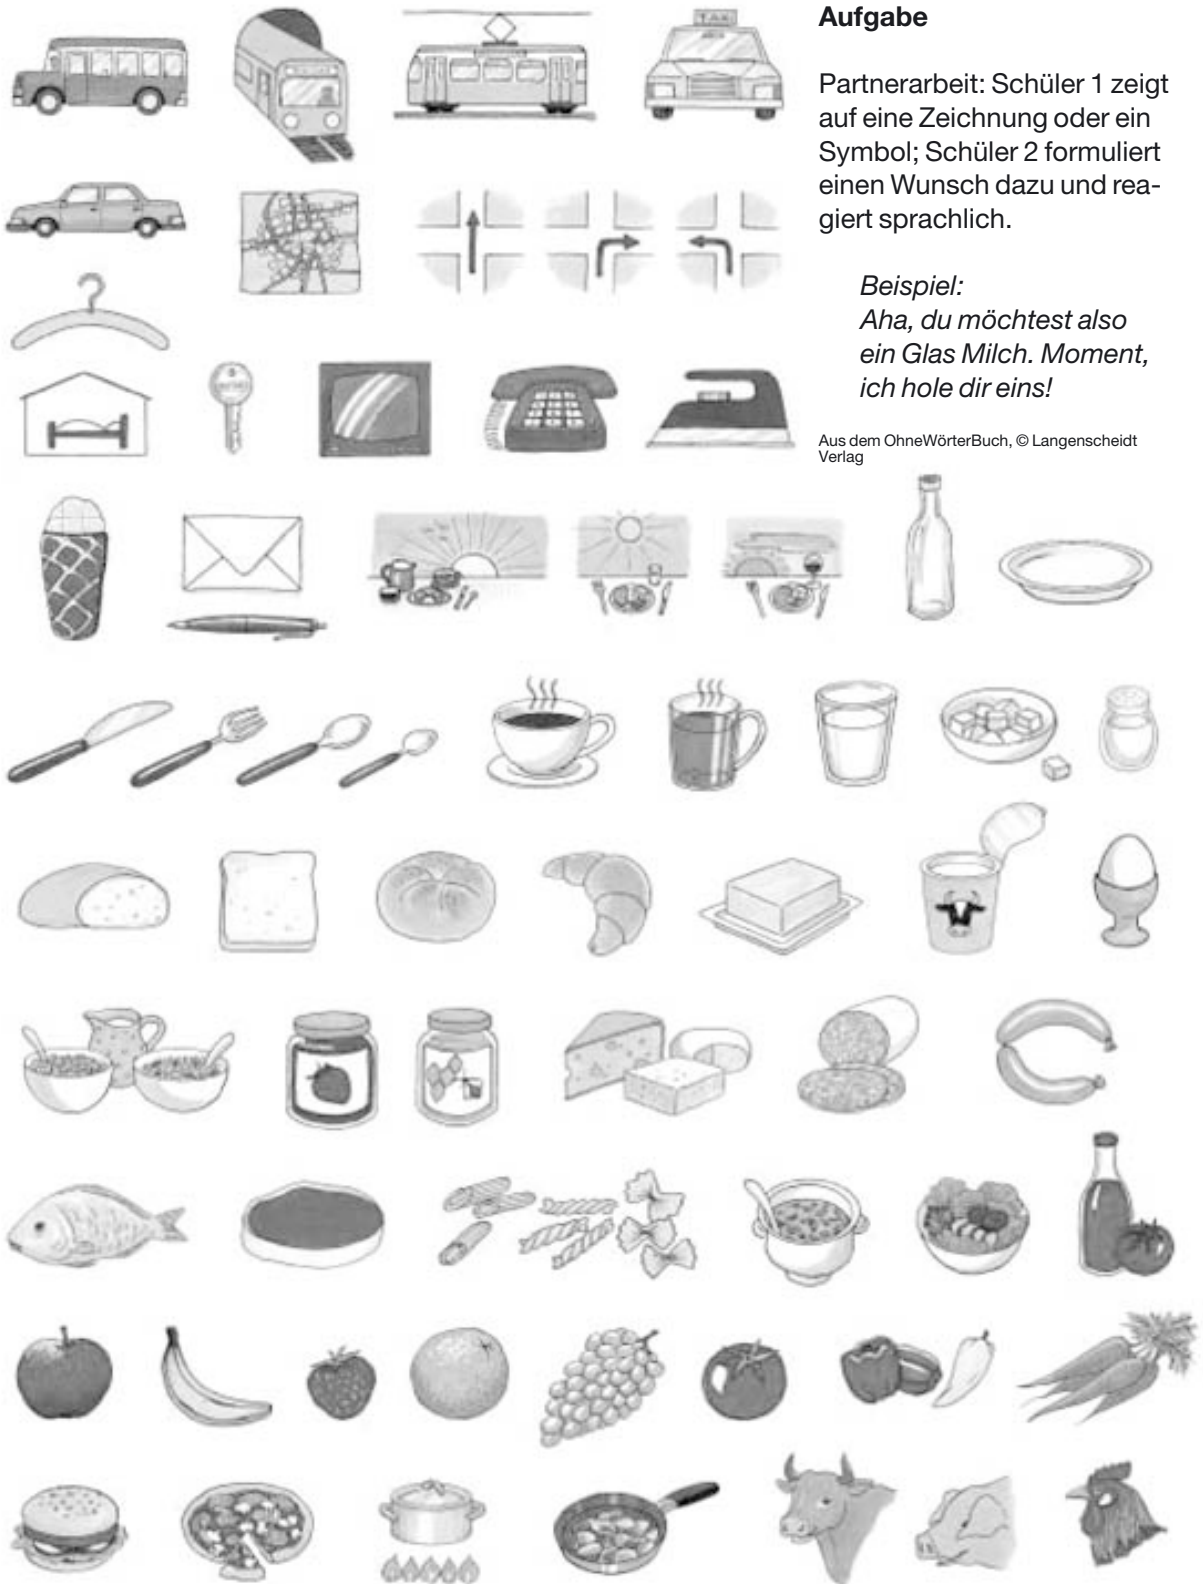 TAXI
Aufgabe
Partnerarbeit: Schüler 1 zeigt
auf eine Zeichnung oder ein
Symbol; Schüler 2 formuliert
einen Wunsch dazu und rea-
giert sprachlich.
Beispiel:
Aha, du möchtest also
ein Glas Milch. Moment,
ich hole dir eins!
Aus dem OhneWörterBuch, © Langenscheidt
Verlag